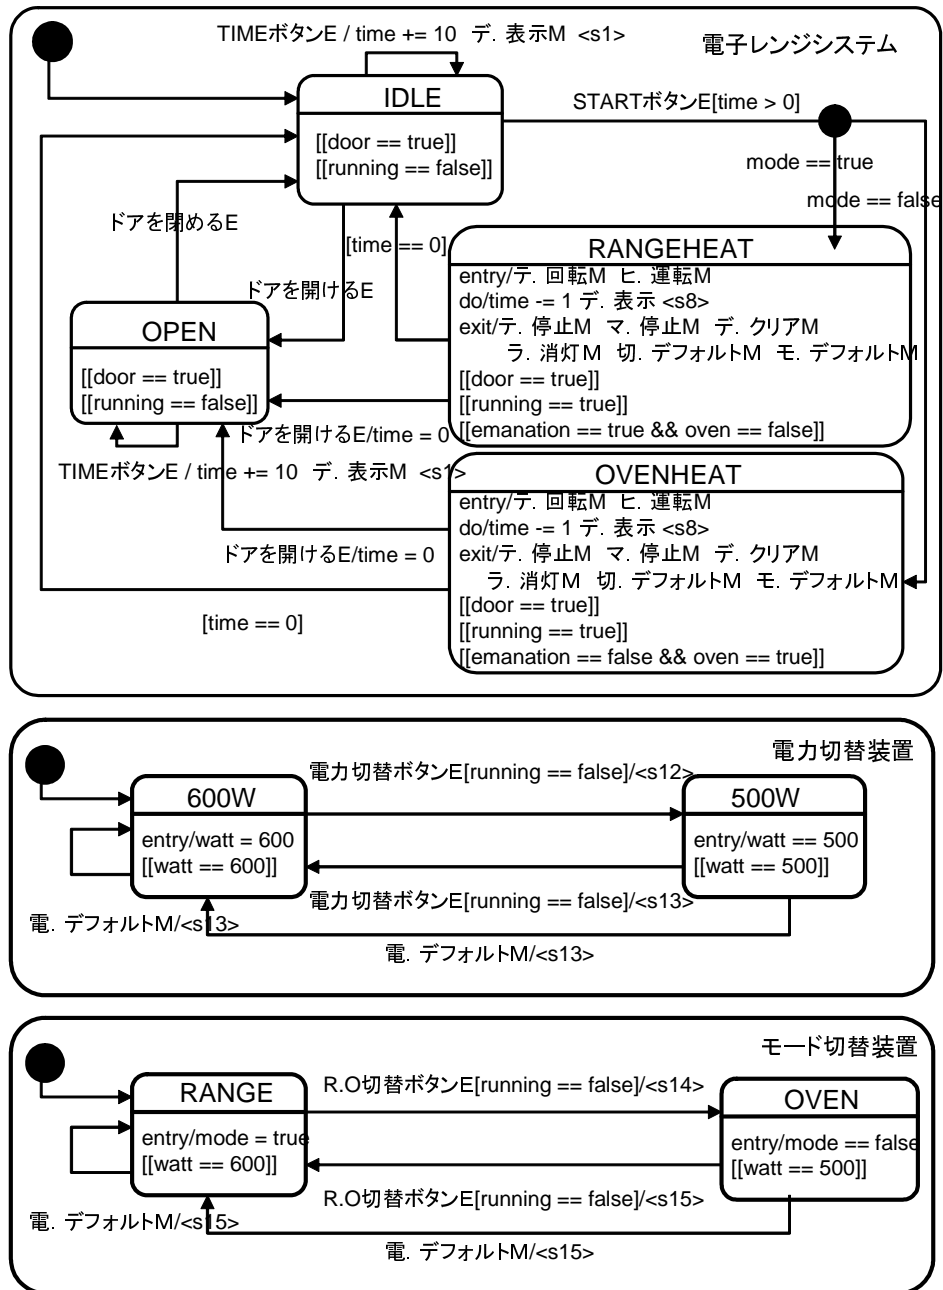 TIMEボタンE / time += 10 デ. 表示M <s1>
電子レンジシステム
IDLE
[[door == true]]
[[running == false]]
STARTボタンE[time > 0]
mode == true
mode == false
ドアを閉めるE
[time == 0]
ドアを開けるE
RANGEHEAT
entry/テ. 回転M ヒ. 運転M
do/time -= 1 デ. 表示 <s8>
exit/テ. 停止M マ. 停止M デ. クリアM
ラ. 消灯M 切. デフォルトM モ. デフォルトM
[[door == true]]
[[running == true]]
[[emanation == true && oven == false]]
OPEN
[[door == true]]
[[running == false]]
ドアを開けるE/time = 0
TIMEボタンE / time += 10 デ. 表示M <s1>
OVENHEAT
entry/テ. 回転M ヒ. 運転M
do/time -= 1 デ. 表示 <s8>
exit/テ. 停止M マ. 停止M デ. クリアM
ラ. 消灯M 切. デフォルトM モ. デフォルトM
[[door == true]]
[[running == true]]
[[emanation == false && oven == true]]
ドアを開けるE/time = 0
[time == 0]
電力切替装置
600W
entry/watt = 600
[[watt == 600]]
電力切替ボタンE[running == false]/<s12>
500W
entry/watt == 500
[[watt == 500]]
電力切替ボタンE[running == false]/<s13>
電. デフォルトM/<s13>
電. デフォルトM/<s13>
モード切替装置
RANGE
entry/mode = true
[[watt == 600]]
R.O切替ボタンE[running == false]/<s14>
OVEN
entry/mode == false
[[watt == 500]]
R.O切替ボタンE[running == false]/<s15>
電. デフォルトM/<s15>
電. デフォルトM/<s15>